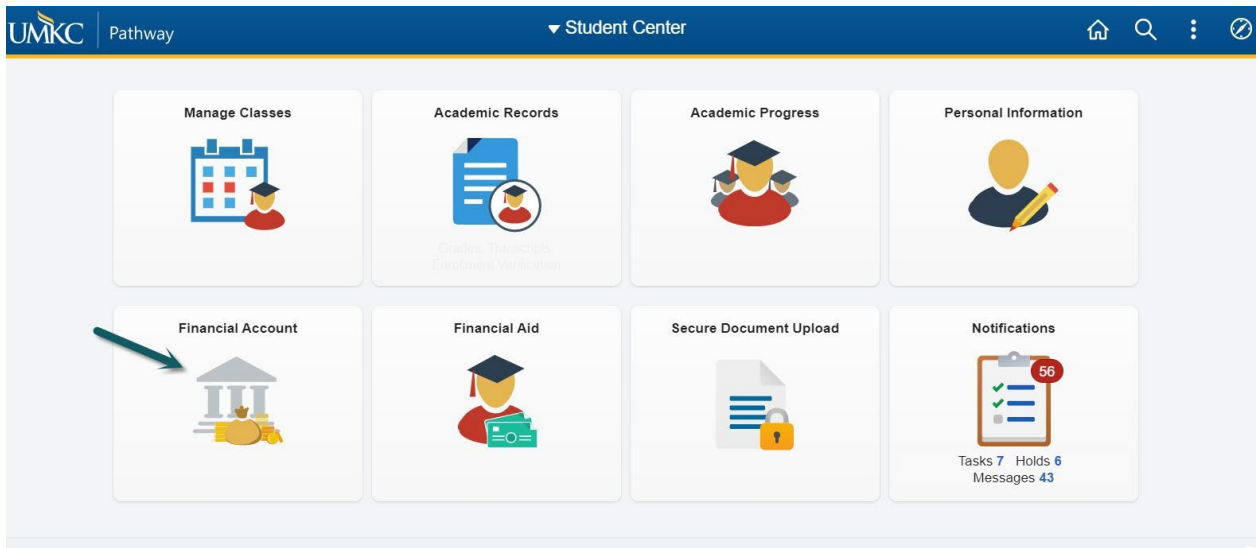 UMKC Pathway
Student Center
Manage Classes
Academic Records
Academic Progress
Personal Information
Grades, Transcripts,
Enrollment Verification
Financial Account
Financial Aid
Secure Document Upload
Notifications
56
Tasks 7 Holds 6
Messages 43